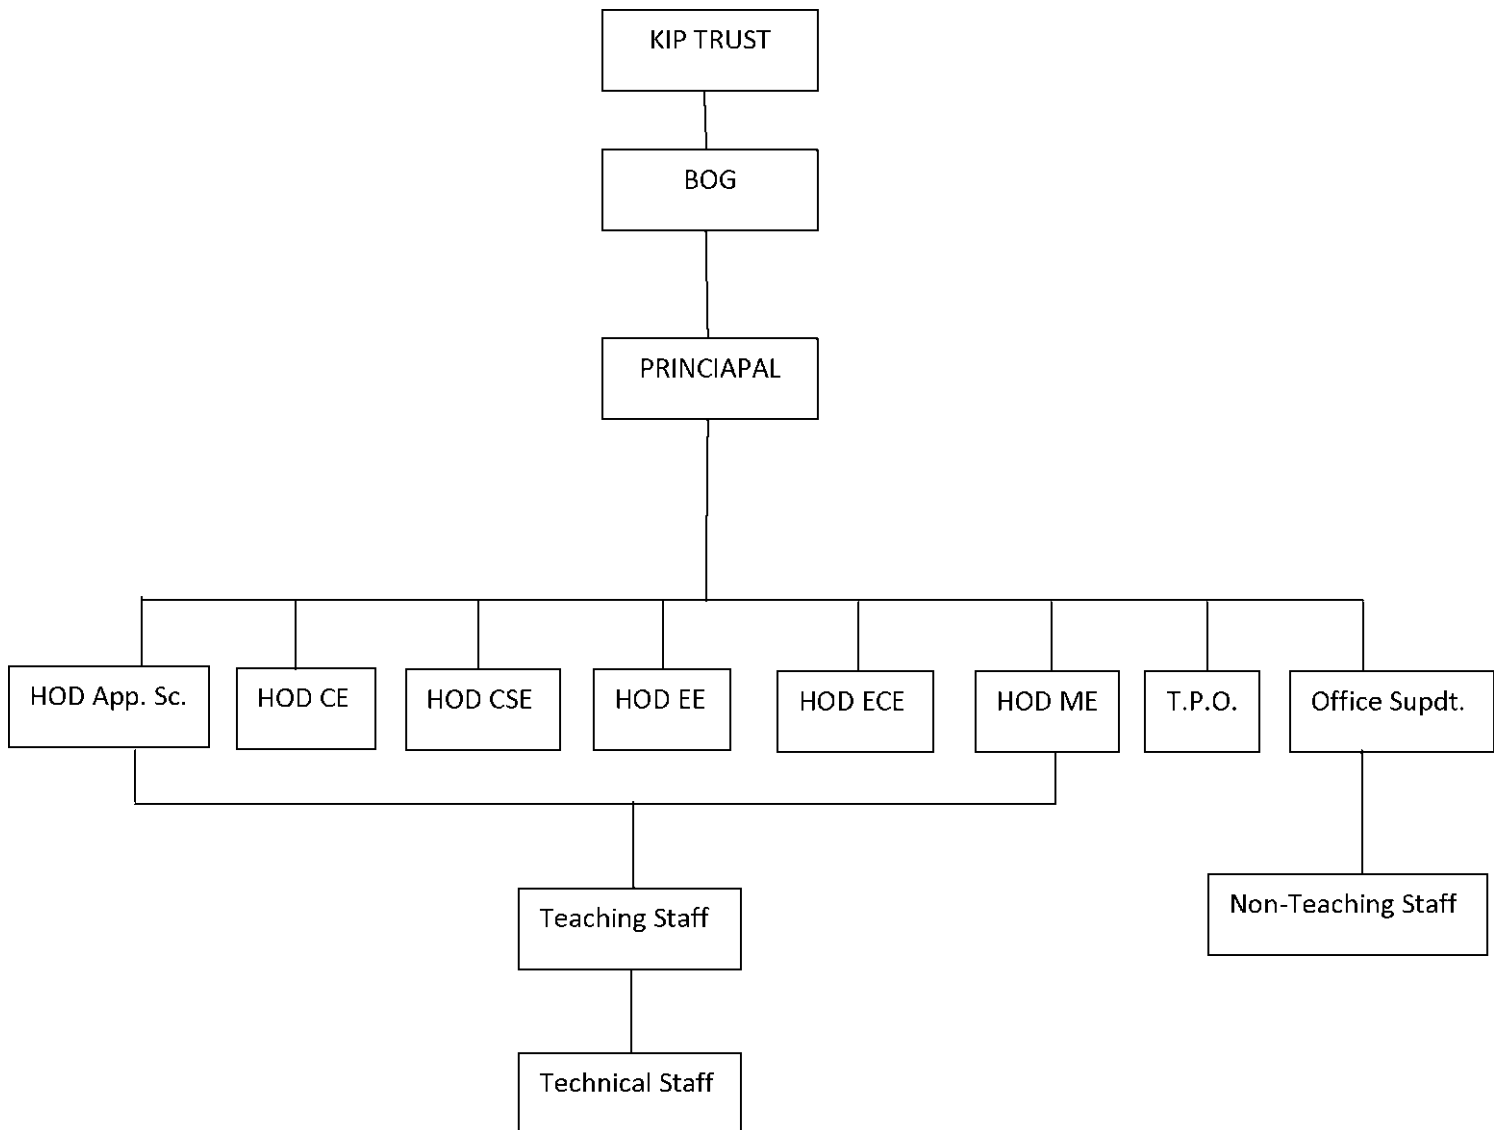 KIP TRUST
BOG
PRINCIAPAL
HOD App. Sc.
HOD CE
HOD CSE
HOD EE
HOD ECE
HOD ME
T.P.O.
Office Supdt.
Teaching Staff
Non-Teaching Staff
Technical Staff